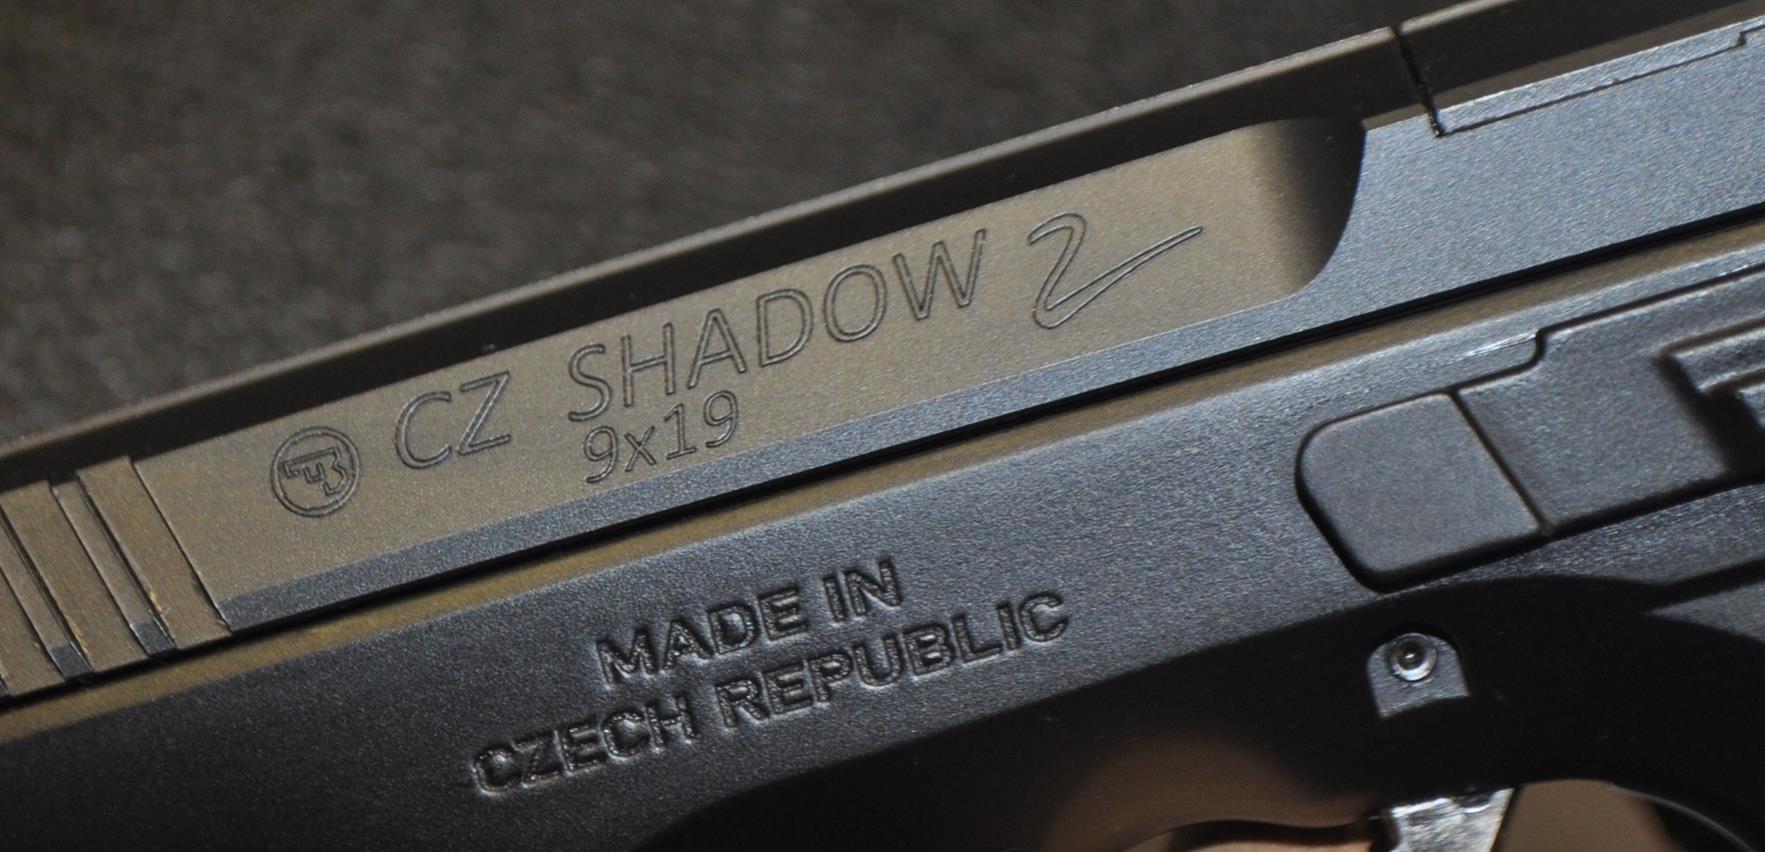 CZ SHADOW 2
9x19
MADE IN
CZECH REPUBLIC